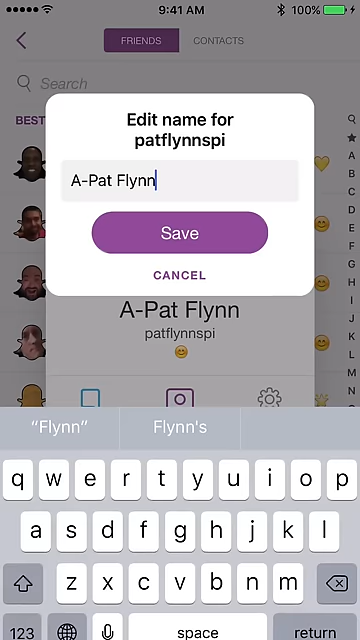 9:41 AM
100%
FRIENDS
CONTACTS
Search
BEST
Edit name for
patflynnspi
A-Pat Flynn
Save
CANCEL
A-Pat Flynn
patflynnspi
A
B
C
D
E
F
G
H
I
J
K
L
M
N
“Flynn”
Flynn's
q w e r t y u i o p
a s d f g h j k l
z x c v b n m
123
space
return